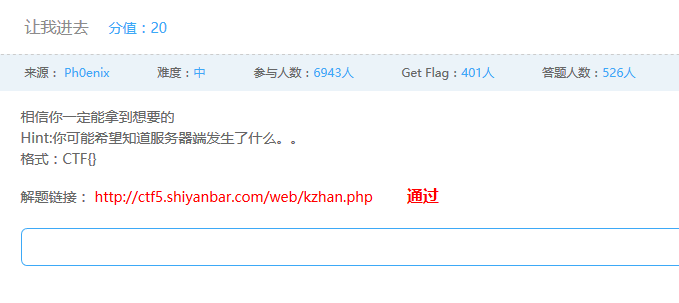 让我进去 分值：20
来源： Ph0enix 难度：中 参与人数：6943人 Get Flag：401人 答题人数：526人
相信你一定能拿到想要的
Hint:你可能希望知道服务器端发生了什么。。
格式：CTF{}
解题链接： http://ctf5.shiyanbar.com/web/kzhan.php 通过